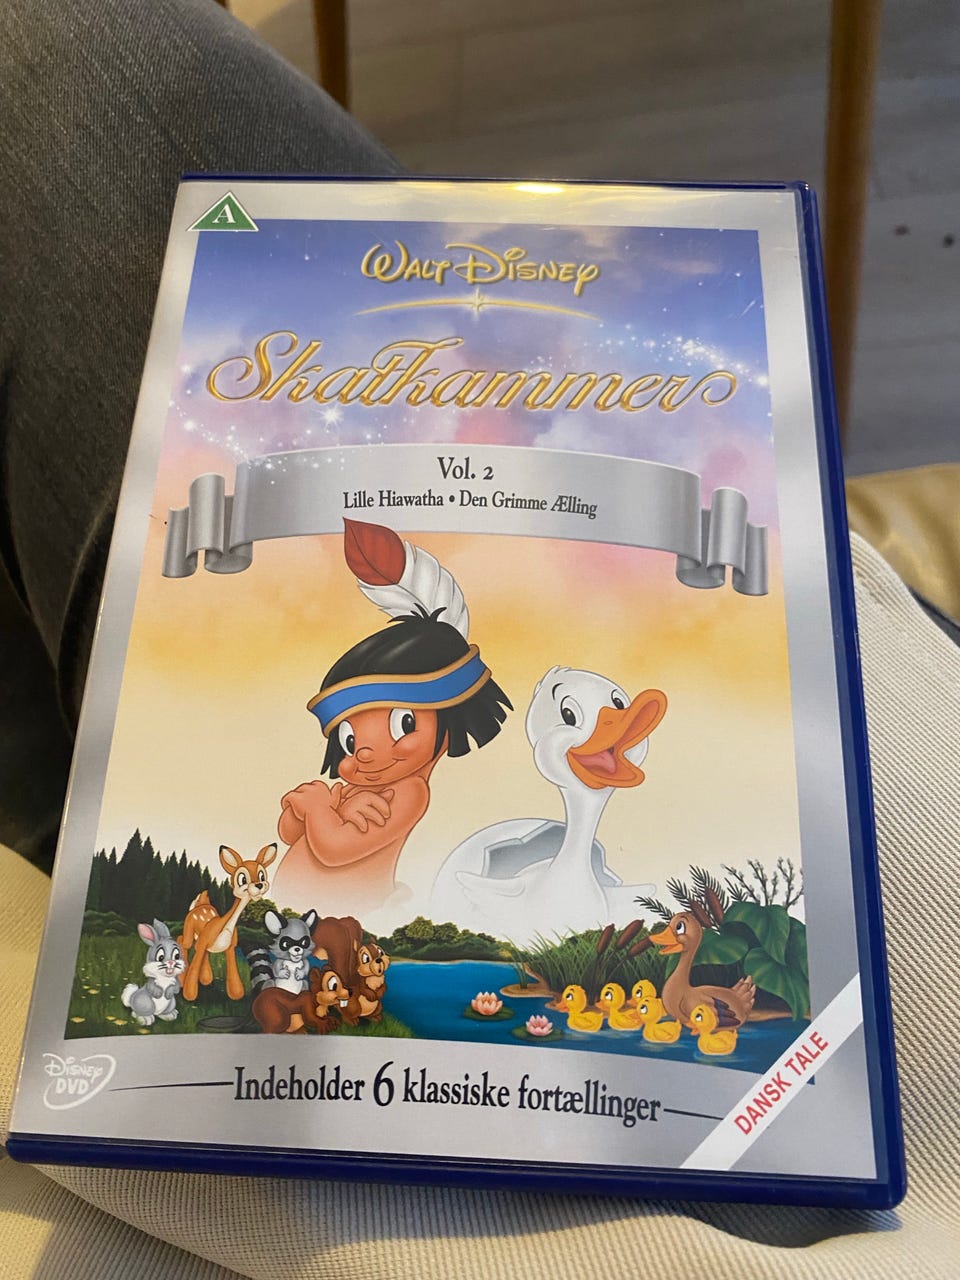 A
WALT DISNEY
Skatkammer
Vol. 2
Lille Hiawatha • Den Grimme Ælling
DISNEY
DVD
Indeholder 6 klassiske fortællinger
DANSK TALE